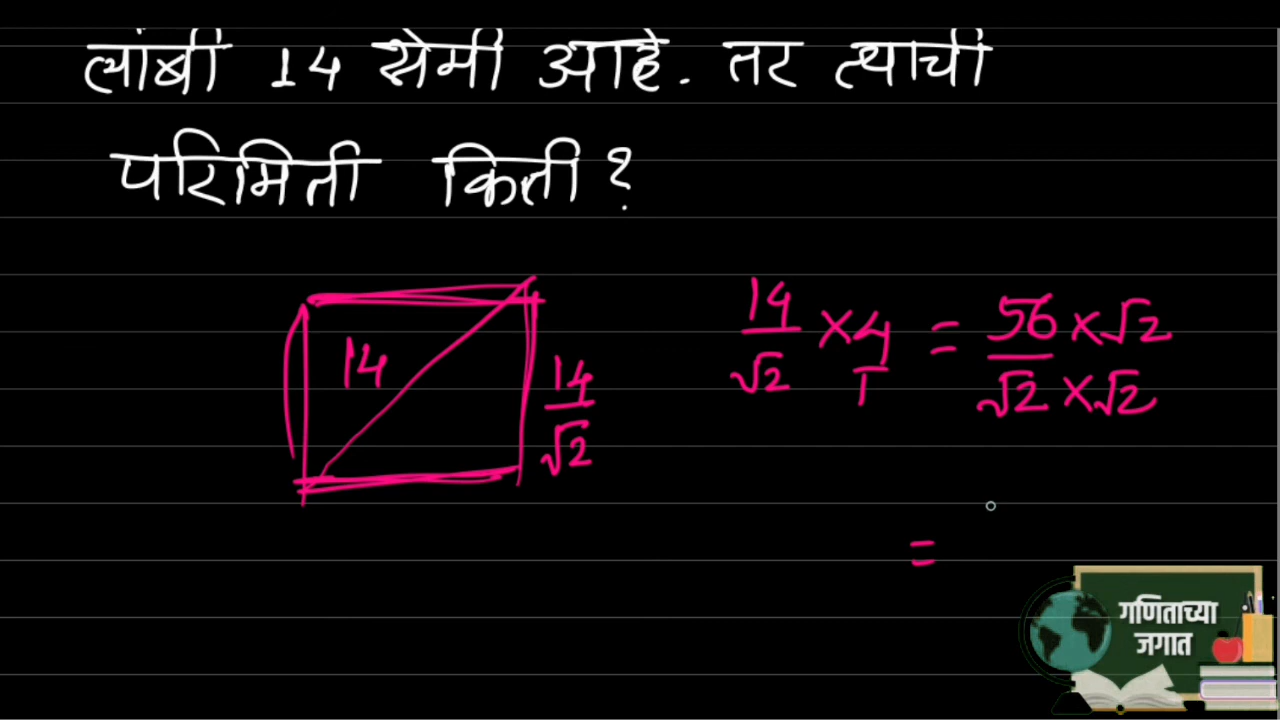 लांबी 14 सेमी आहे. तर त्याची
परिमिती किती?
14
14/√2
14/√2 × 4/1 = 56 × √2 / √2 × √2
=
गणिताच्या
जगात